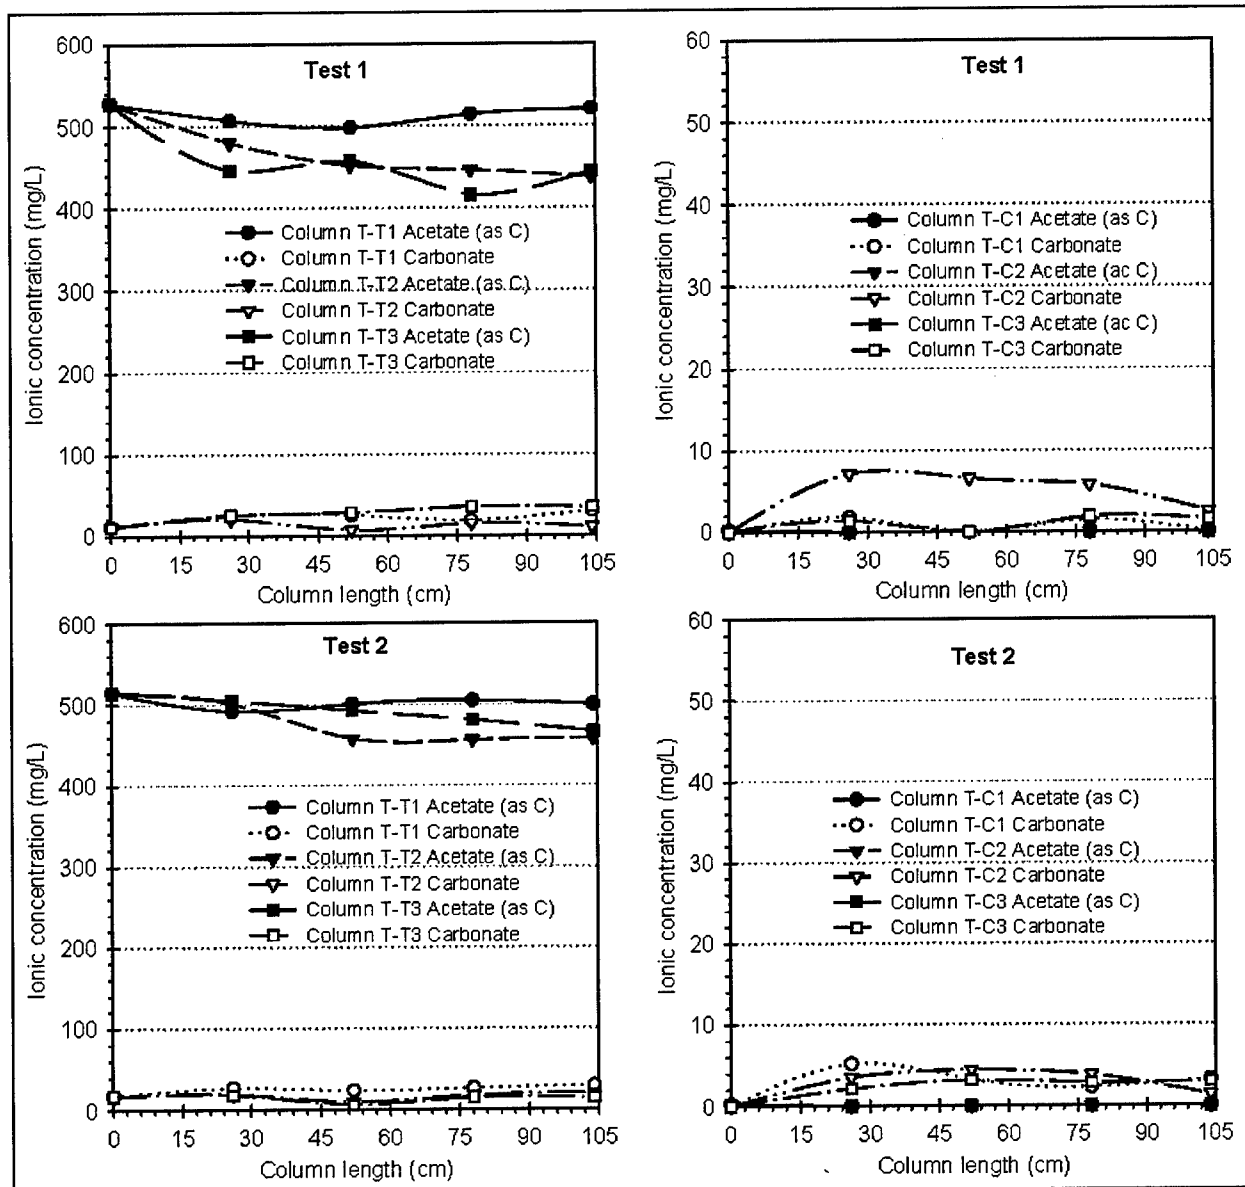 Test 1
Ionic concentration (mg/L)
600
500
400
300
200
100
0
Column T-T1 Acetate (as C)
Column T-T1 Carbonate
Column T-T2 Acetate (as C)
Column T-T2 Carbonate
Column T-T3 Acetate (as C)
Column T-T3 Carbonate
0 15 30 45 60 75 90 105
Column length (cm)
Test 1
Ionic concentration (mg/L)
60
50
40
30
20
10
0
Column T-C1 Acetate (as C)
Column T-C1 Carbonate
Column T-C2 Acetate (ac C)
Column T-C2 Carbonate
Column T-C3 Acetate (ac C)
Column T-C3 Carbonate
0 15 30 45 60 75 90 105
Column length (cm)
Test 2
Ionic concentration (mg/L)
600
500
400
300
200
100
0
Column T-T1 Acetate (as C)
Column T-T1 Carbonate
Column T-T2 Acetate (as C)
Column T-T2 Carbonate
Column T-T3 Acetate (as C)
Column T-T3 Carbonate
0 15 30 45 60 75 90 105
Column length (cm)
Test 2
Ionic concentration (mg/L)
60
50
40
30
20
10
0
Column T-C1 Acetate (as C)
Column T-C1 Carbonate
Column T-C2 Acetate (as C)
Column T-C2 Carbonate
Column T-C3 Acetate (as C)
Column T-C3 Carbonate
0 15 30 45 60 75 90 105
Column length (cm)